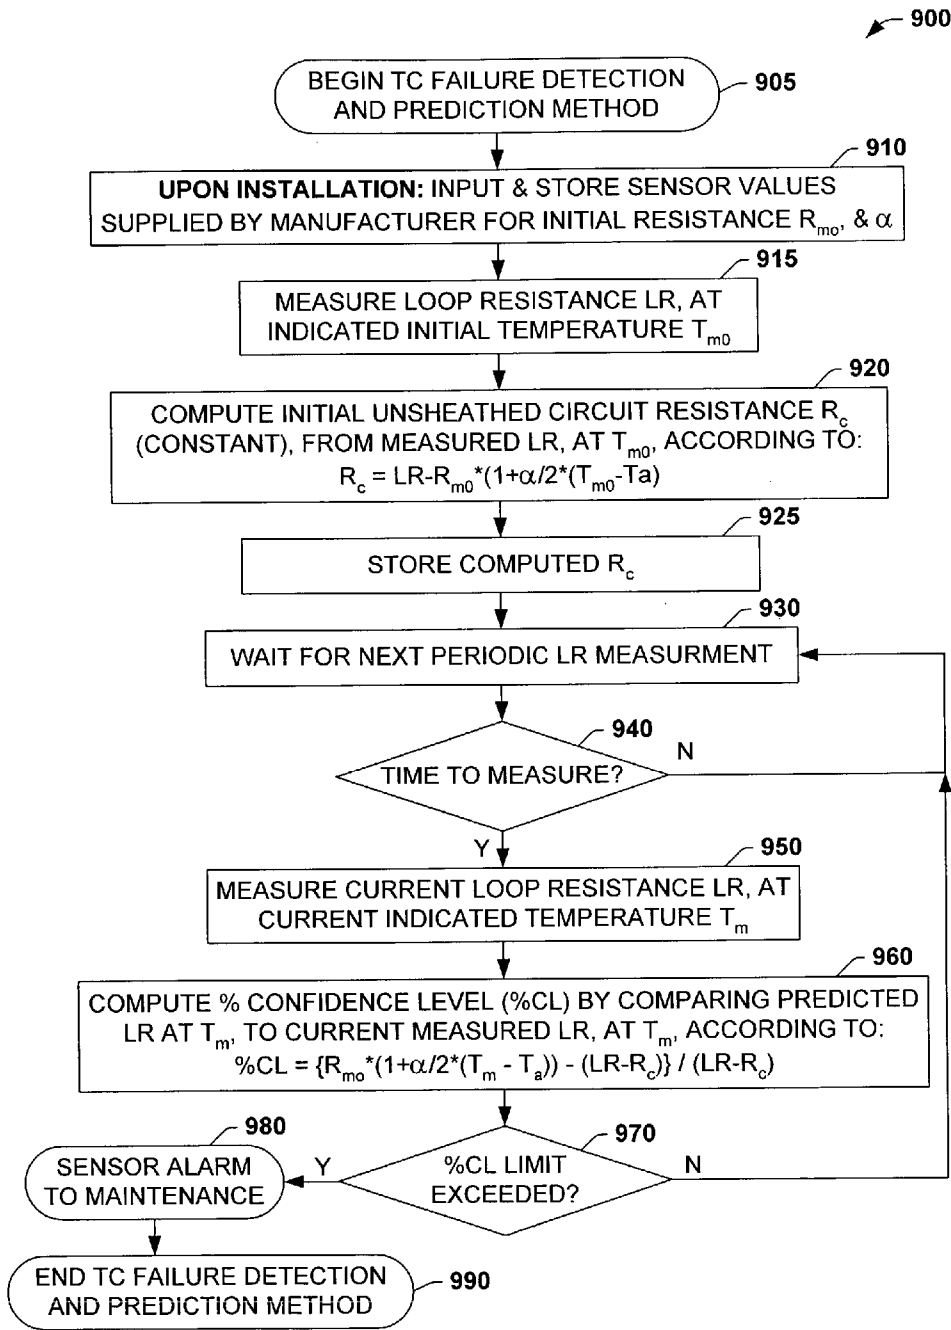 900
BEGIN TC FAILURE DETECTION
AND PREDICTION METHOD
905
910
UPON INSTALLATION: INPUT & STORE SENSOR VALUES
SUPPLIED BY MANUFACTURER FOR INITIAL RESISTANCE Rmo, & α
915
MEASURE LOOP RESISTANCE LR, AT
INDICATED INITIAL TEMPERATURE Tm0
920
COMPUTE INITIAL UNSHEATHED CIRCUIT RESISTANCE Rc
(CONSTANT), FROM MEASURED LR, AT Tm0, ACCORDING TO:
Rc = LR-Rm0*(1+α/2*(Tm0-Ta)
925
STORE COMPUTED Rc
930
WAIT FOR NEXT PERIODIC LR MEASURMENT
940
TIME TO MEASURE?
N
Y
950
MEASURE CURRENT LOOP RESISTANCE LR, AT
CURRENT INDICATED TEMPERATURE Tm
960
COMPUTE % CONFIDENCE LEVEL (%CL) BY COMPARING PREDICTED
LR AT Tm, TO CURRENT MEASURED LR, AT Tm, ACCORDING TO:
%CL = {Rmo*(1+α/2*(Tm - Ta)) - (LR-Rc)} / (LR-Rc)
970
%CL LIMIT
EXCEEDED?
Y
N
980
SENSOR ALARM
TO MAINTENANCE
END TC FAILURE DETECTION
AND PREDICTION METHOD
990